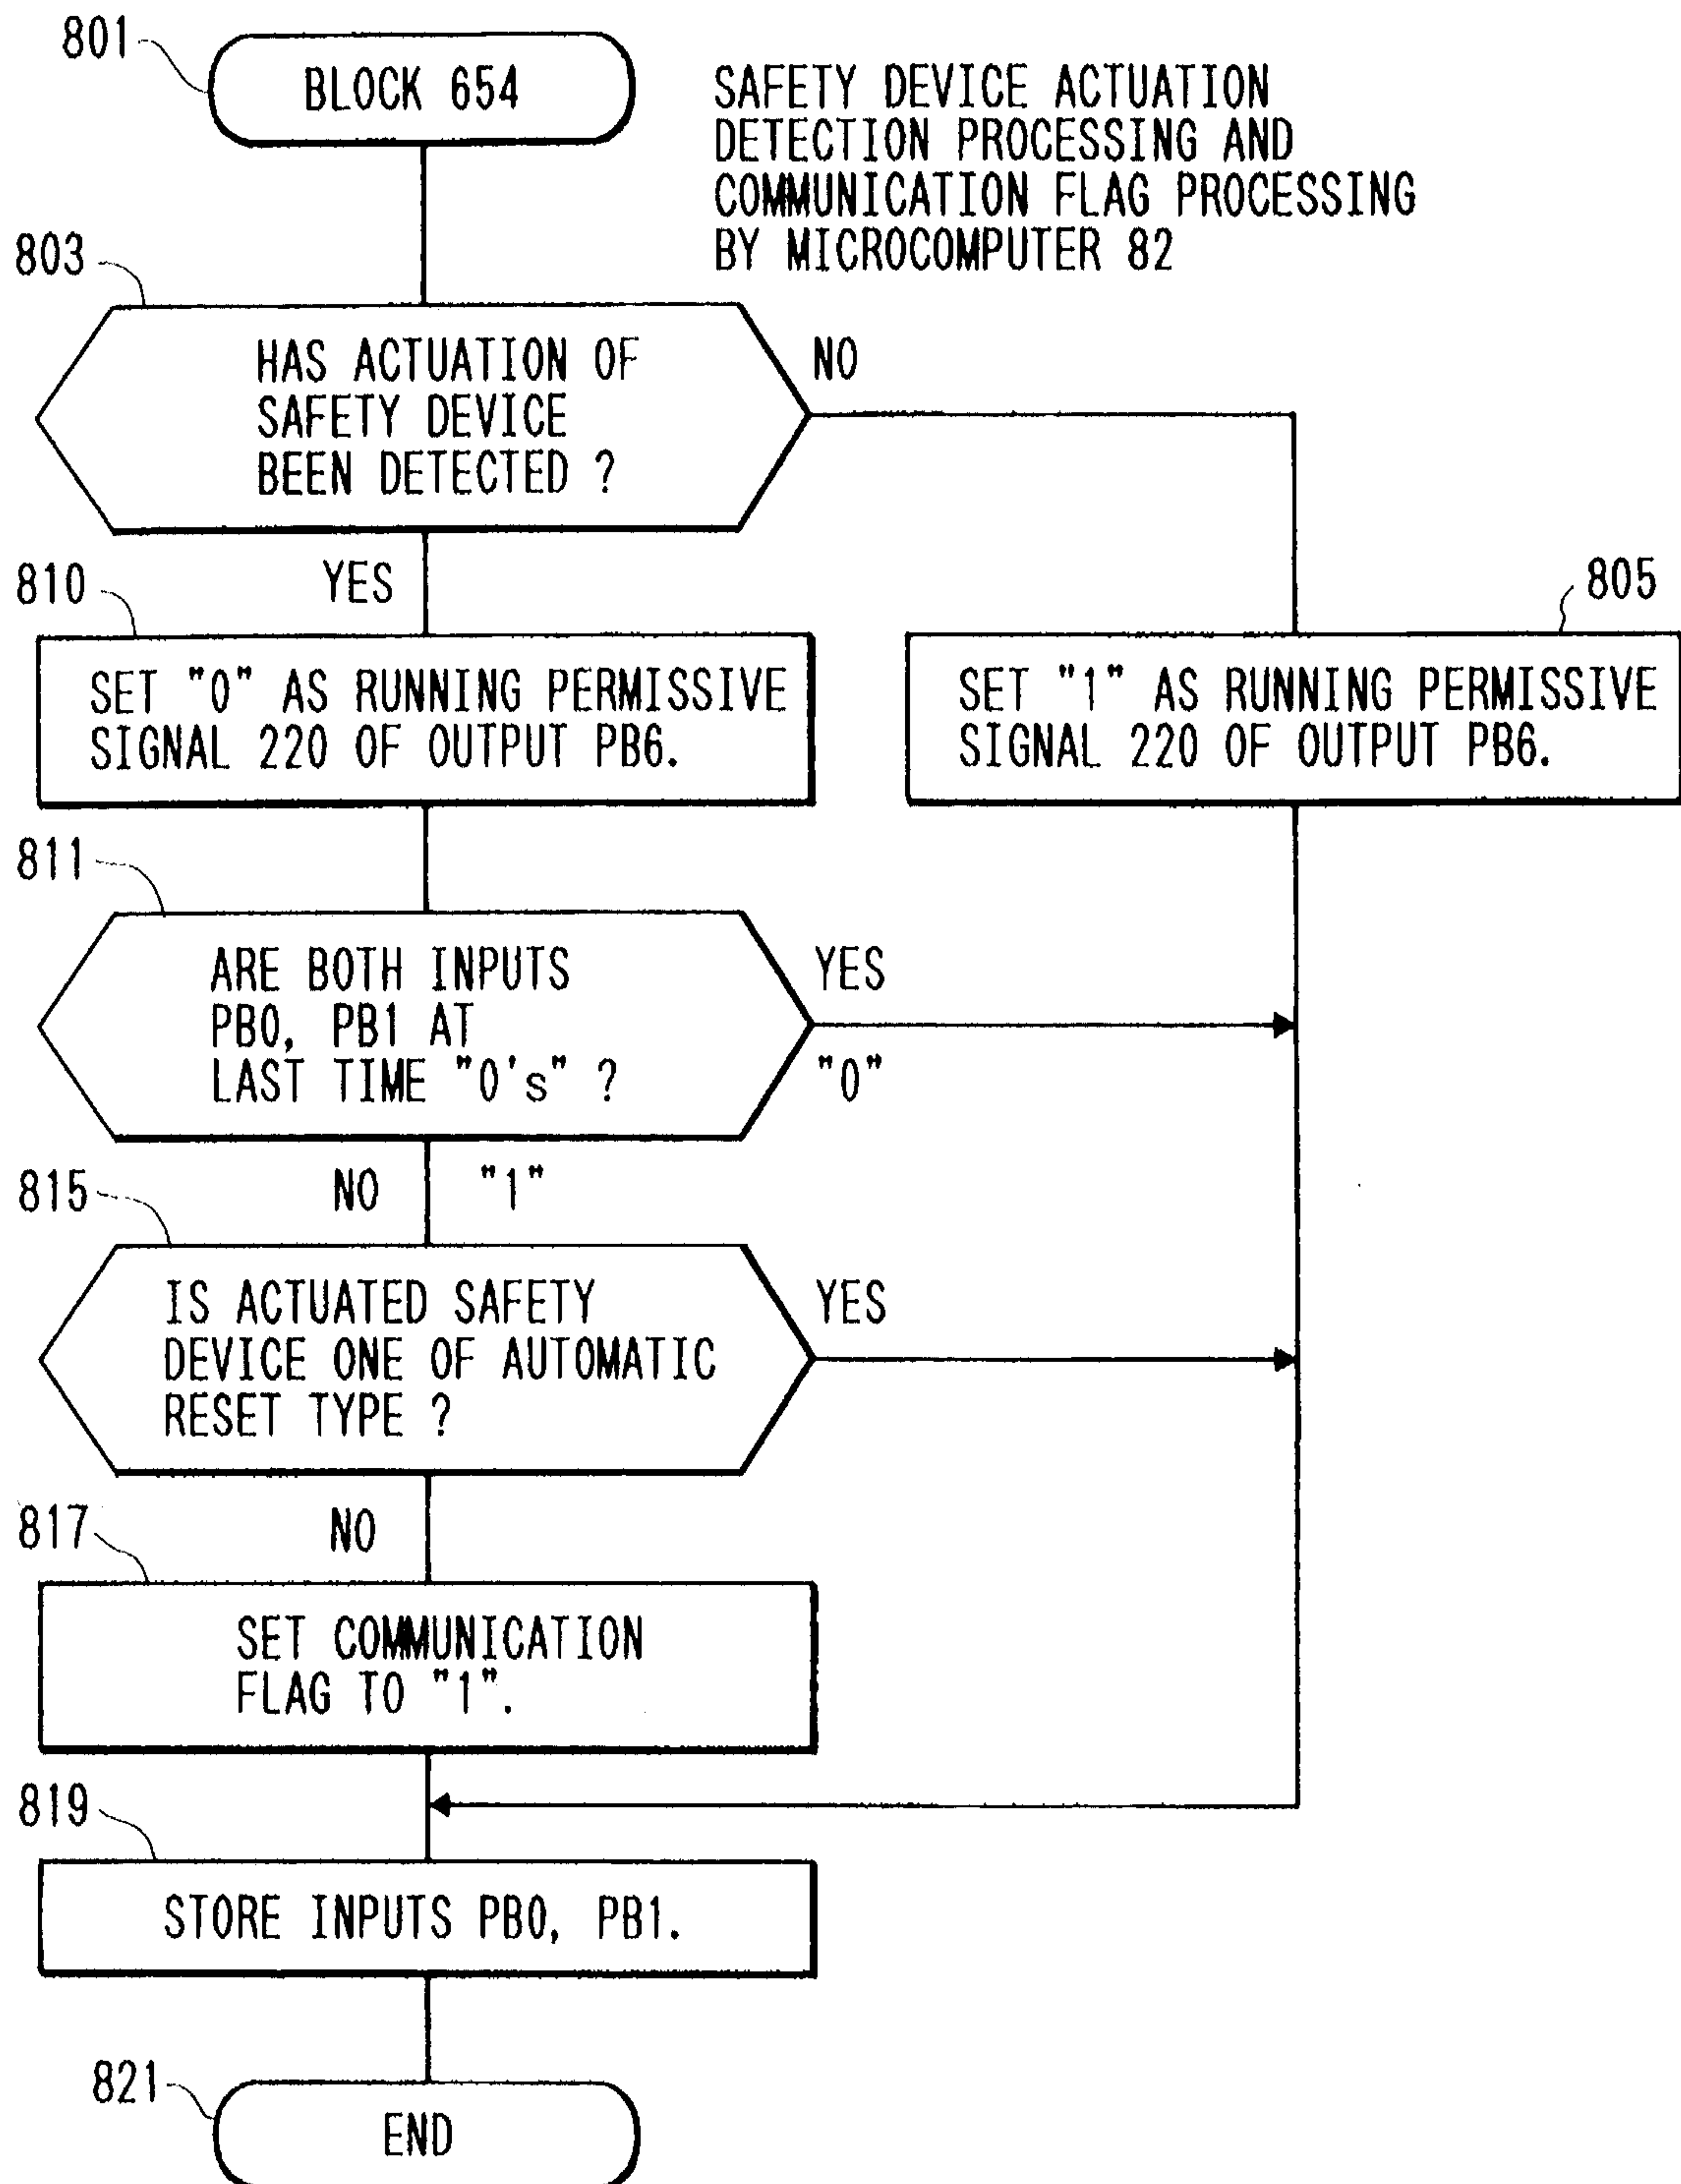 801
BLOCK 654
SAFETY DEVICE ACTUATION
DETECTION PROCESSING AND
COMMUNICATION FLAG PROCESSING
BY MICROCOMPUTER 82
803
HAS ACTUATION OF
SAFETY DEVICE
BEEN DETECTED ?
NO
YES
810
SET "0" AS RUNNING PERMISSIVE
SIGNAL 220 OF OUTPUT PB6.
805
SET "1" AS RUNNING PERMISSIVE
SIGNAL 220 OF OUTPUT PB6.
811
ARE BOTH INPUTS
PB0, PB1 AT
LAST TIME "0's" ?
YES
"0"
NO "1"
815
IS ACTUATED SAFETY
DEVICE ONE OF AUTOMATIC
RESET TYPE ?
YES
NO
817
SET COMMUNICATION
FLAG TO "1".
819
STORE INPUTS PB0, PB1.
821
END